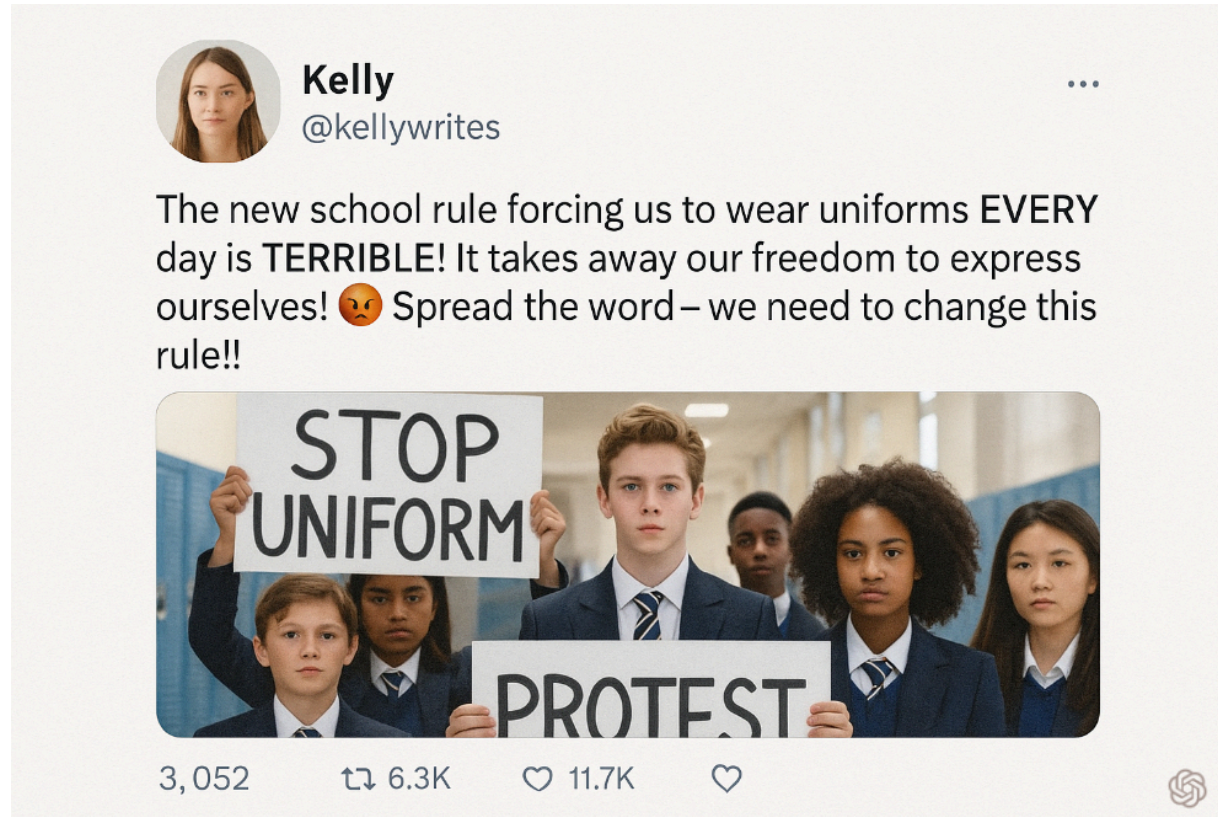 Kelly
@kellywrites
The new school rule forcing us to wear uniforms EVERY
day is TERRIBLE! It takes away our freedom to express
ourselves! 😡 Spread the word – we need to change this
rule!!
STOP
UNIFORM
PROTEST
3,052 6.3K 11.7K